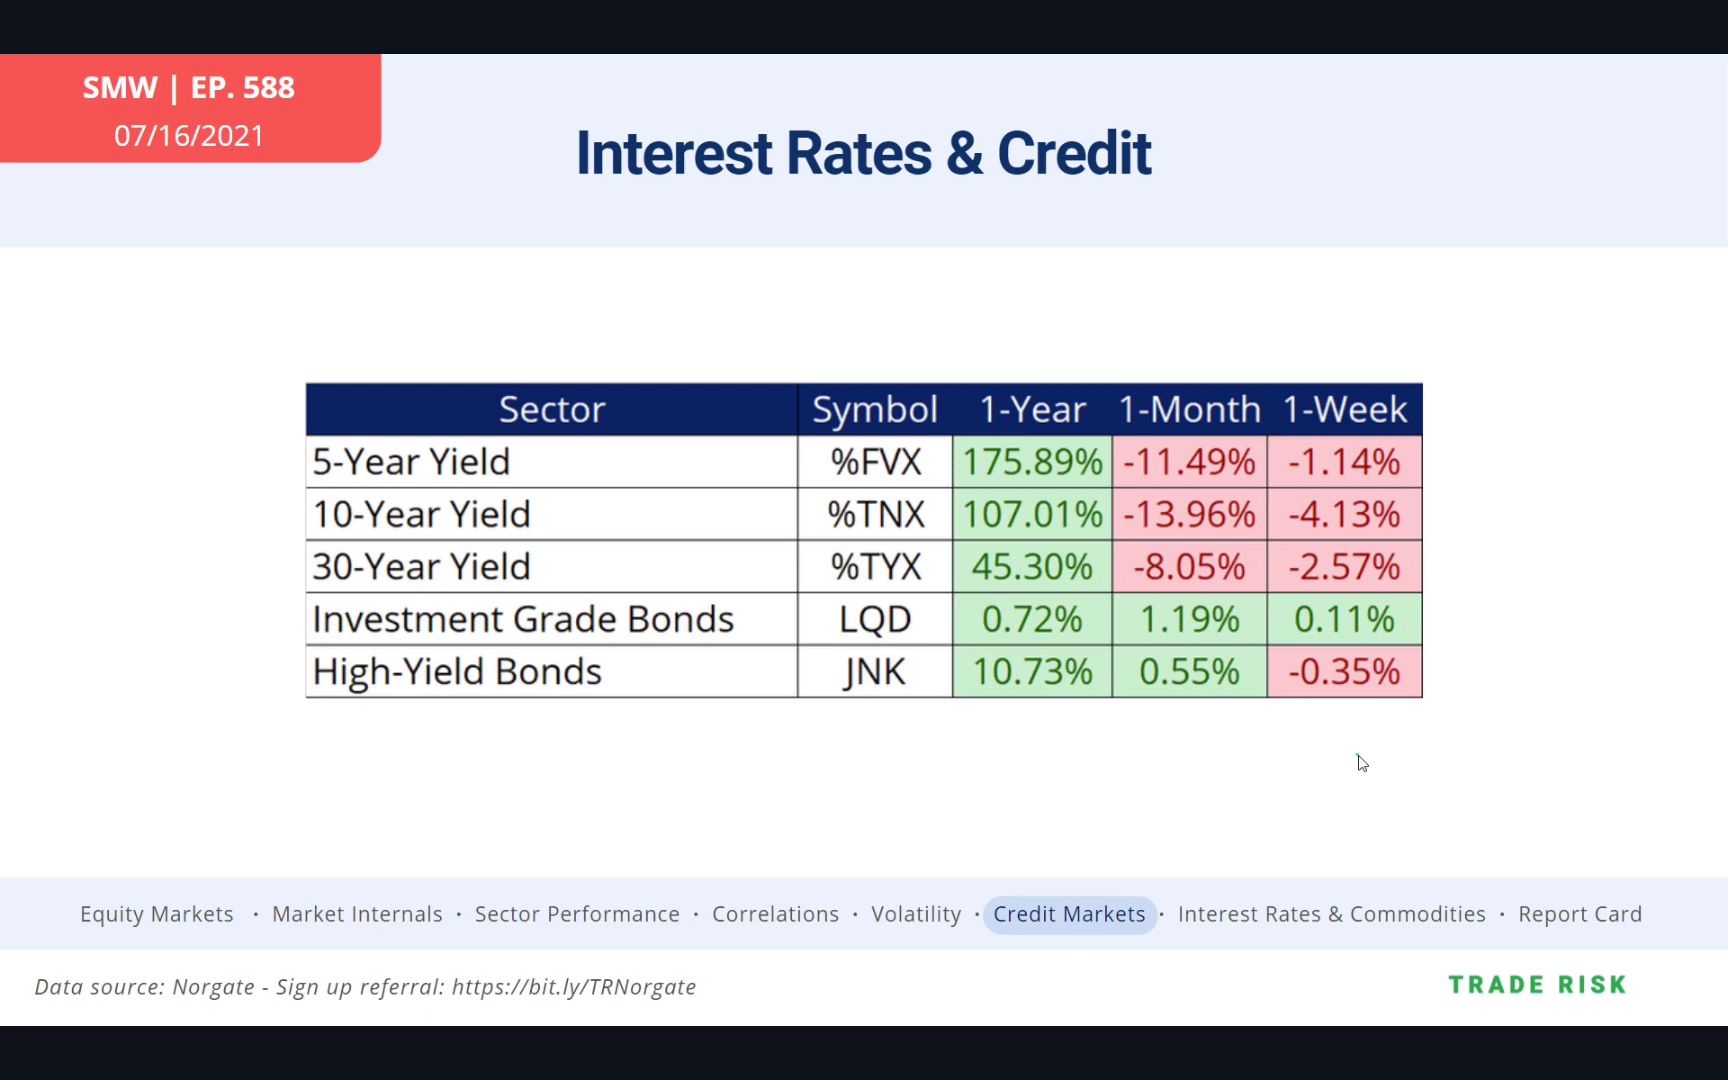 SMW | EP. 588
07/16/2021
Interest Rates & Credit
Sector Symbol 1-Year 1-Month 1-Week
5-Year Yield %FVX 175.89% -11.49% -1.14%
10-Year Yield %TNX 107.01% -13.96% -4.13%
30-Year Yield %TYX 45.30% -8.05% -2.57%
Investment Grade Bonds LQD 0.72% 1.19% 0.11%
High-Yield Bonds JNK 10.73% 0.55% -0.35%
Equity Markets · Market Internals · Sector Performance · Correlations · Volatility · Credit Markets · Interest Rates & Commodities · Report Card
Data source: Norgate - Sign up referral: https://bit.ly/TRNorgate
TRADE RISK